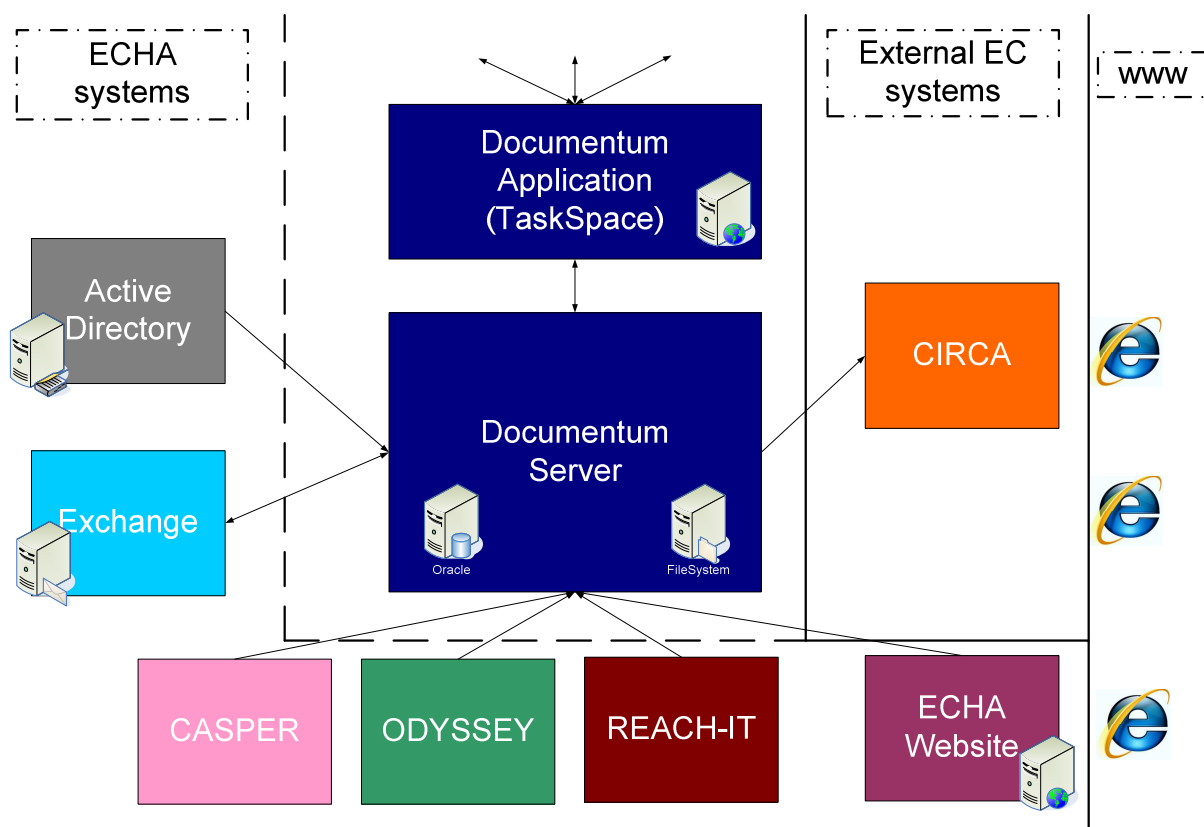 ECHA
systems
External EC
systems
www
Documentum
Application
(TaskSpace)
Active
Directory
CIRCA
Documentum
Server
Exchange
Oracle
FileSystem
CASPER
ODYSSEY
REACH-IT
ECHA
Website